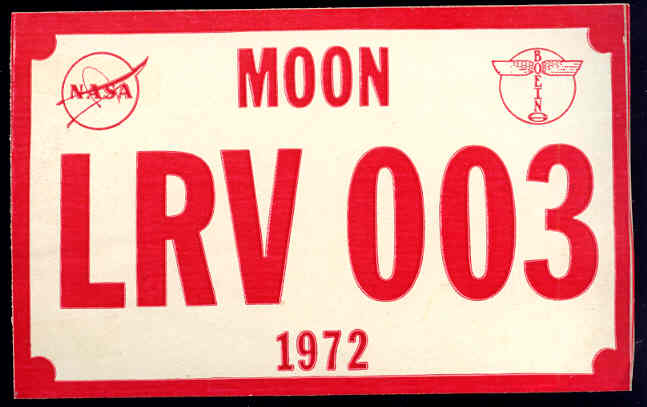 NASA
MOON
BOEING
LRV 003
1972